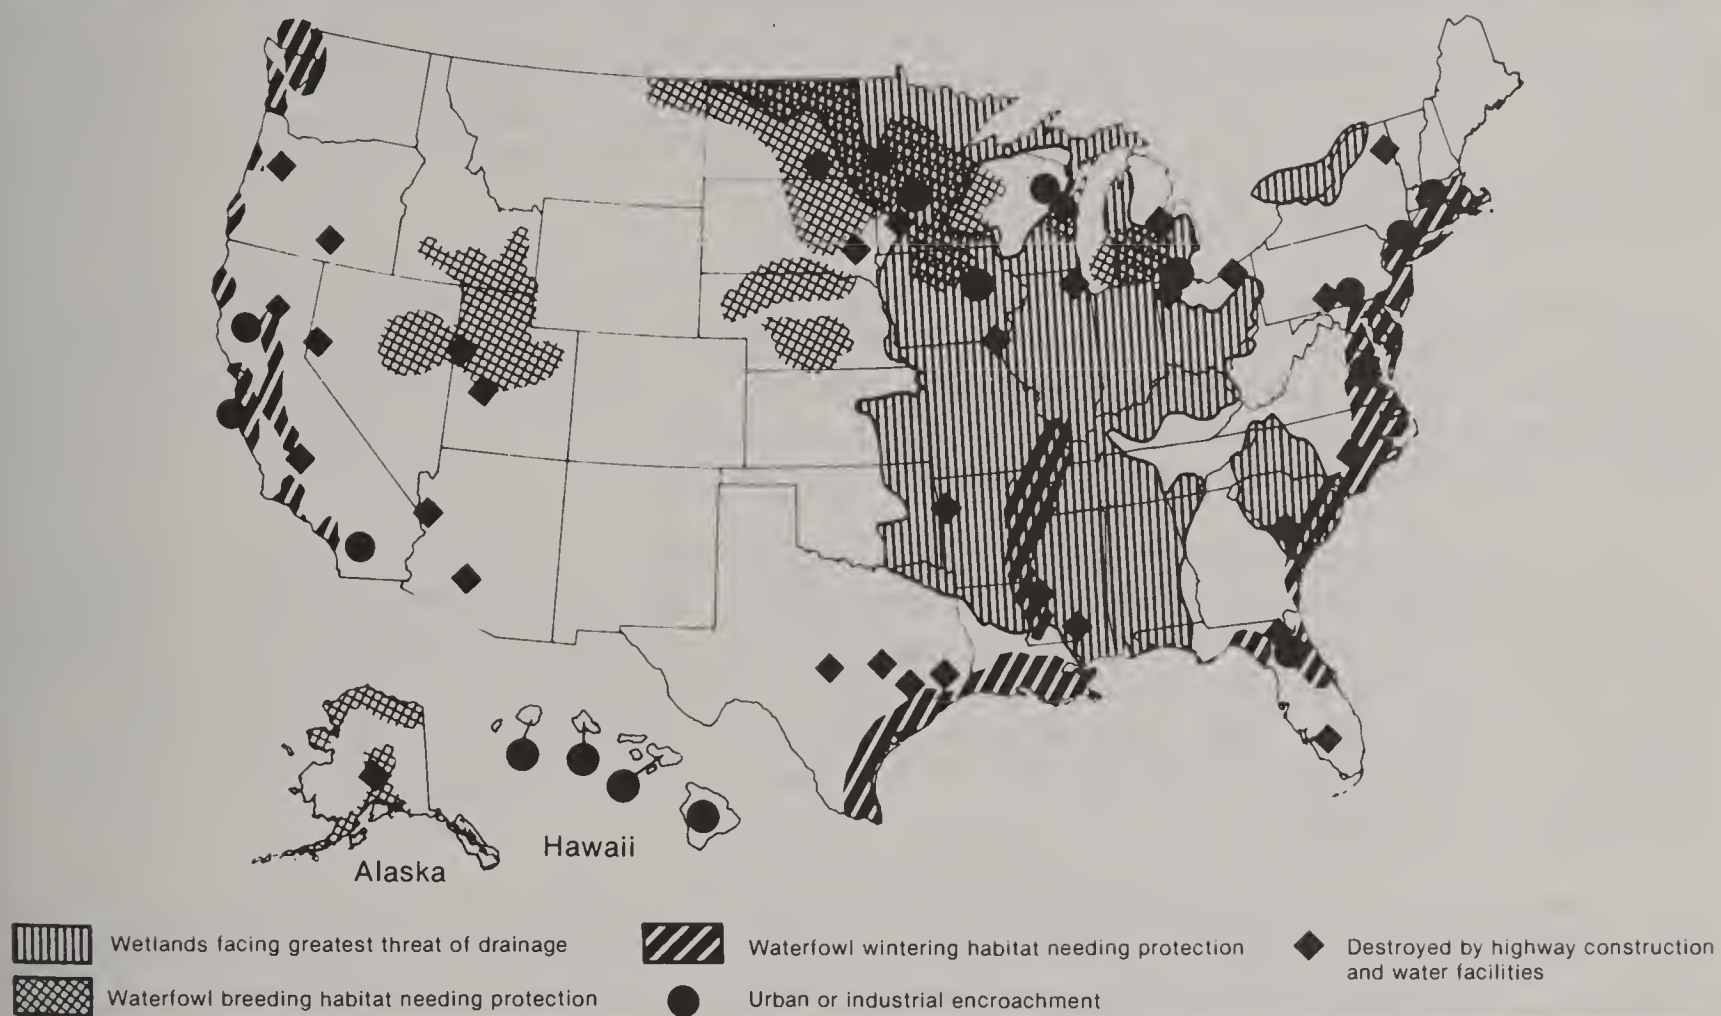 Alaska
Hawaii
Wetlands facing greatest threat of drainage
Waterfowl breeding habitat needing protection
Waterfowl wintering habitat needing protection
Urban or industrial encroachment
Destroyed by highway construction
and water facilities